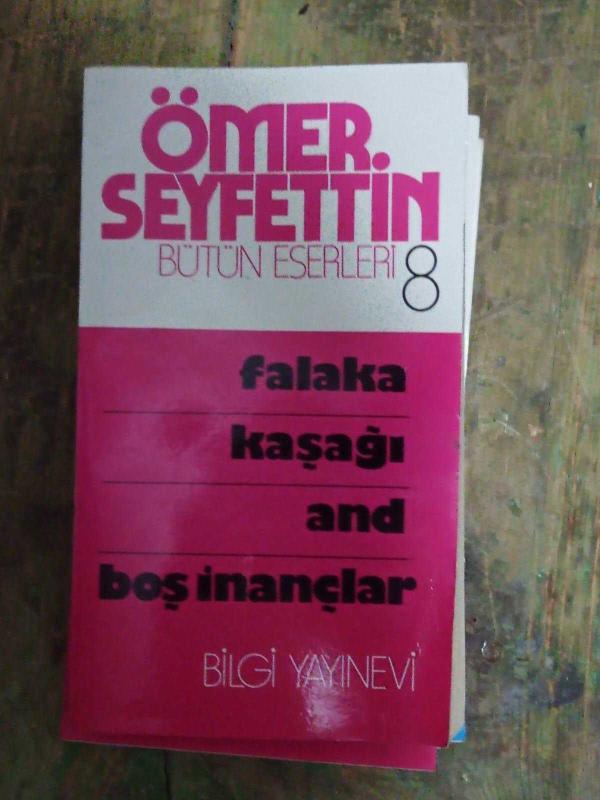 ÖMER
SEYFETTİN
BÜTÜN ESERLERİ 8
falaka
kaşağı
and
boş inançlar
BİLGİ YAYINEVİ